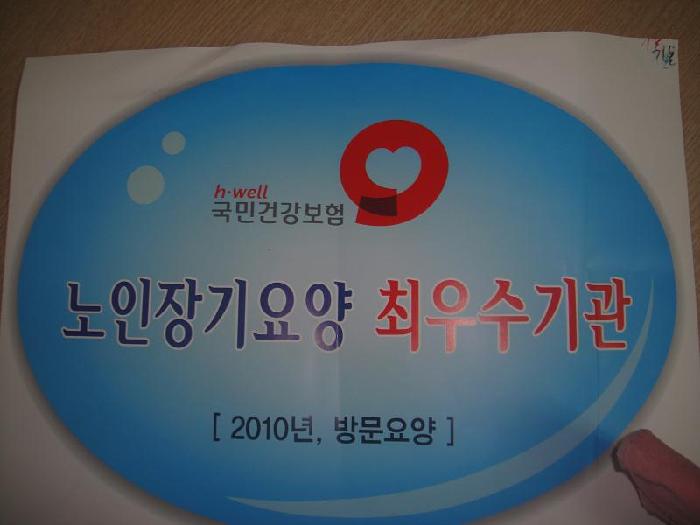 h·well
국민건강보험
노인장기요양 최우수기관
[ 2010년, 방문요양 ]